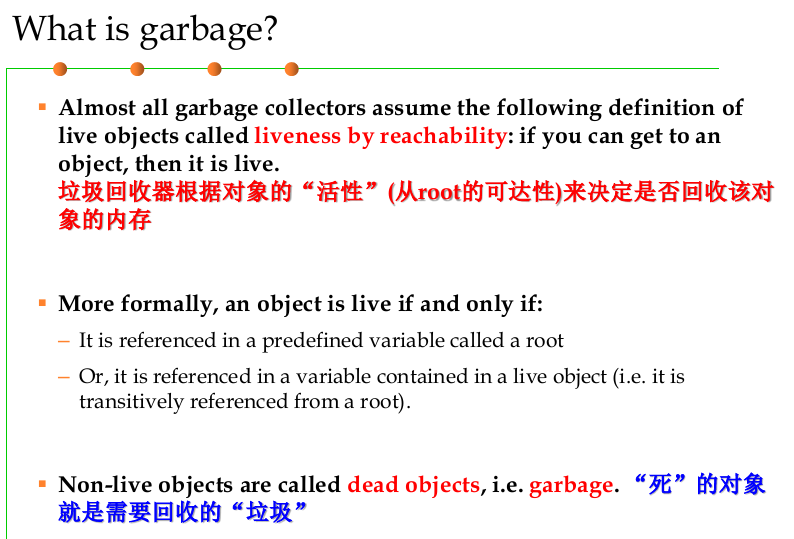 What is garbage?
Almost all garbage collectors assume the following definition of
live objects called liveness by reachability: if you can get to an
object, then it is live.
垃圾回收器根据对象的“活性”(从root的可达性)来决定是否回收该对
象的内存
More formally, an object is live if and only if:
– It is referenced in a predefined variable called a root
– Or, it is referenced in a variable contained in a live object (i.e. it is
transitively referenced from a root).
Non-live objects are called dead objects, i.e. garbage. “死”的对象
就是需要回收的“垃圾”